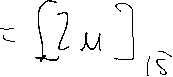 = [2u]_{15}